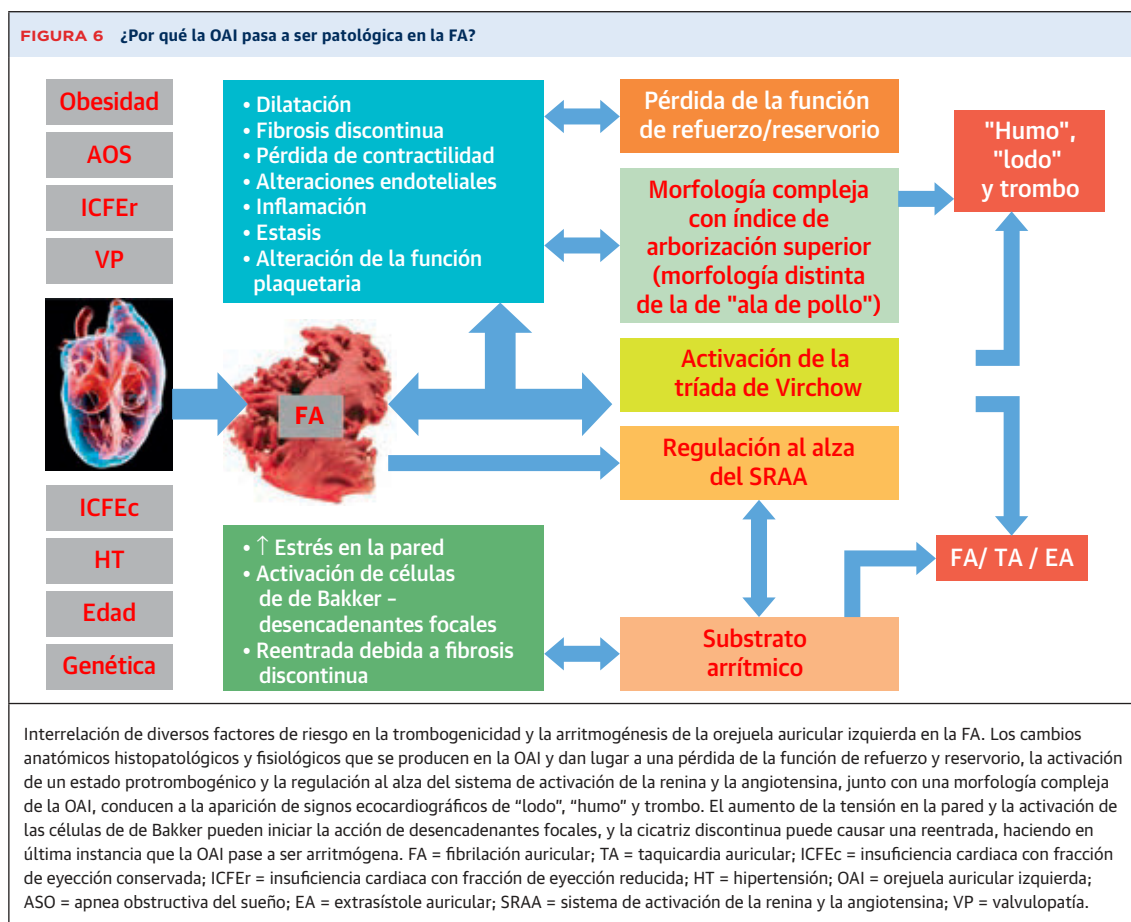 FIGURA 6 ¿Por qué la OAI pasa a ser patológica en la FA?
Obesidad
AOS
ICFEr
VP
ICFEc
HT
Edad
Genética
• Dilatación
• Fibrosis discontinua
• Pérdida de contractilidad
• Alteraciones endoteliales
• Inflamación
• Estasis
• Alteración de la función
plaquetaria
FA
• ↑ Estrés en la pared
• Activación de células
de de Bakker –
desencadenantes focales
• Reentrada debida a fibrosis
discontinua
Pérdida de la función
de refuerzo/reservorio
Morfología compleja
con índice de
arborización superior
(morfología distinta
de la de "ala de pollo")
Activación de la
tríada de Virchow
Regulación al alza
del SRAA
Substrato
arrítmico
"Humo",
"lodo"
y trombo
FA/ TA / EA
Interrelación de diversos factores de riesgo en la trombogenicidad y la arritmogénesis de la orejuela auricular izquierda en la FA. Los cambios
anatómicos histopatológicos y fisiológicos que se producen en la OAI y dan lugar a una pérdida de la función de refuerzo y reservorio, la activación
de un estado protrombogénico y la regulación al alza del sistema de activación de la renina y la angiotensina, junto con una morfología compleja
de la OAI, conducen a la aparición de signos ecocardiográficos de “lodo”, “humo” y trombo. El aumento de la tensión en la pared y la activación de
las células de de Bakker pueden iniciar la acción de desencadenantes focales, y la cicatriz discontinua puede causar una reentrada, haciendo en
última instancia que la OAI pase a ser arritmógena. FA = fibrilación auricular; TA = taquicardia auricular; ICFEc = insuficiencia cardiaca con fracción
de eyección conservada; ICFEr = insuficiencia cardiaca con fracción de eyección reducida; HT = hipertensión; OAI = orejuela auricular izquierda;
ASO = apnea obstructiva del sueño; EA = extrasístole auricular; SRAA = sistema de activación de la renina y la angiotensina; VP = valvulopatía.